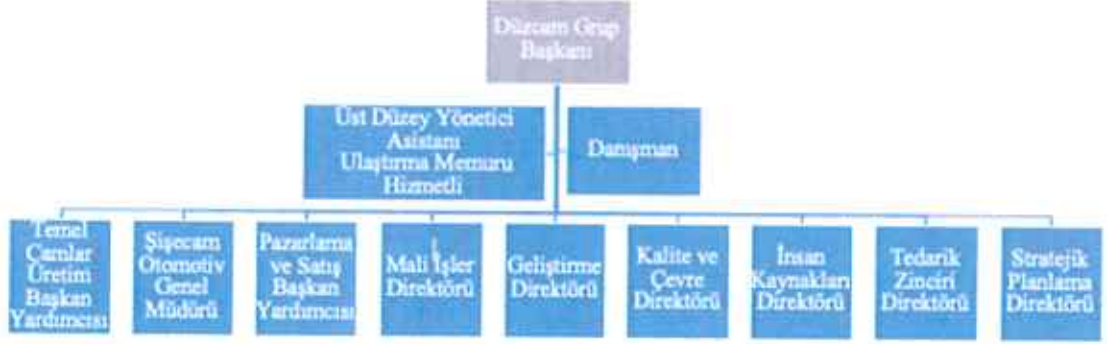 Düzcam Grup
Başkanı
Üst Düzey Yönetici
Asistanı
Ulaştırma Memuru
Hizmetli
Danışman
Temel
Camlar
Üretim
Başkan
Yardımcısı
Şişecam
Otomotiv
Genel
Müdürü
Pazarlama
ve Satış
Başkan
Yardımcısı
Mali İşler
Direktörü
Geliştirme
Direktörü
Kalite ve
Çevre
Direktörü
İnsan
Kaynakları
Direktörü
Tedarik
Zinciri
Direktörü
Stratejik
Planlama
Direktörü